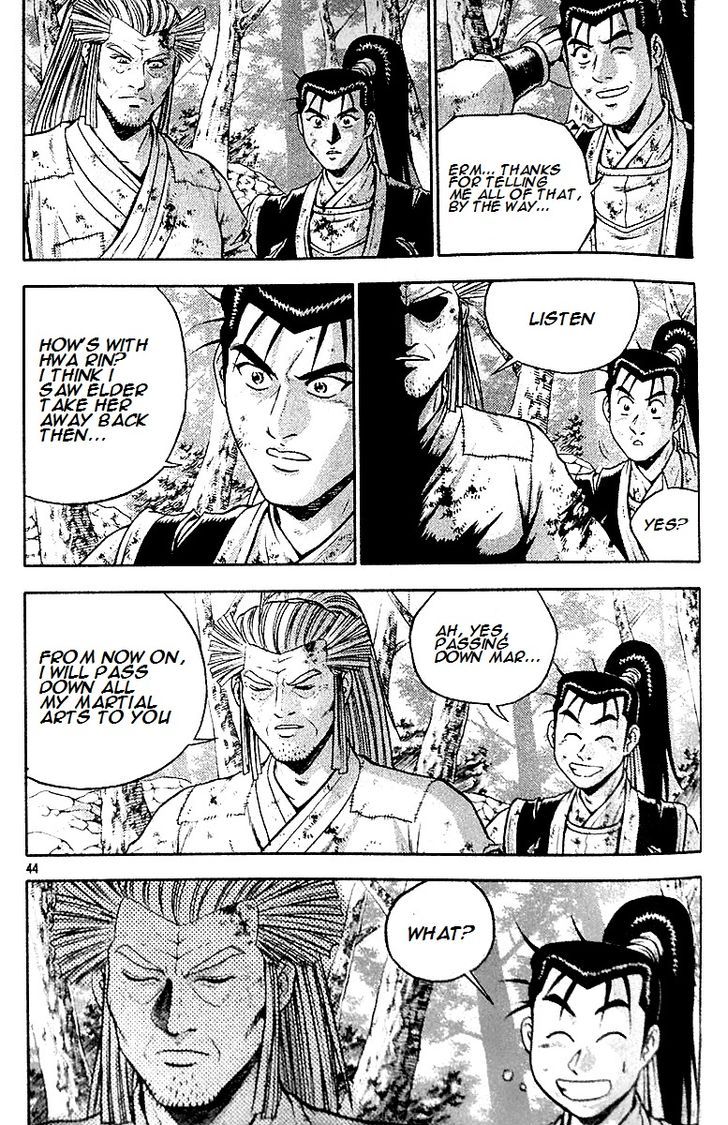 ERM... THANKS
FOR TELLING
ME ALL OF THAT,
BY THE WAY...
HOW'S WITH
HWA RIN?
I THINK I
SAW ELDER
TAKE HER
AWAY BACK
THEN...
LISTEN
YES?
FROM NOW ON,
I WILL PASS
DOWN ALL
MY MARTIAL
ARTS TO YOU
AH, YES,
PASSING
DOWN MAR...
44
WHAT?